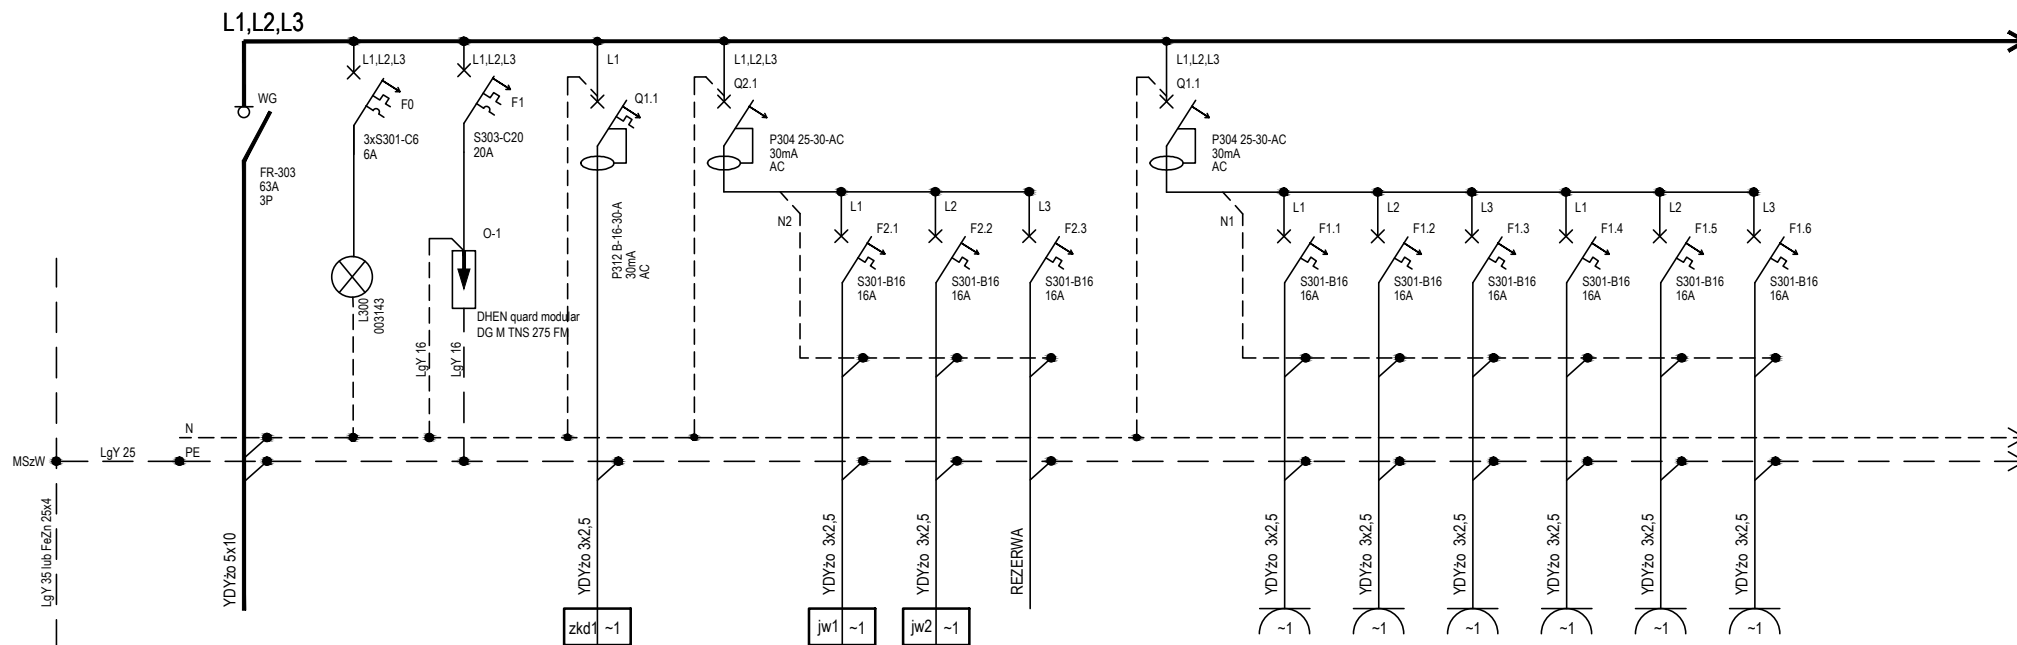 L1,L2,L3
WG
FR-303
63A
3P
YDYżo 5x10
L1,L2,L3
F0
3xS301-C6
6A
L300
003143
L1,L2,L3
F1
S303-C20
20A
O-1
DHEN quard modular
DG M TNS 275 FM
LgY 16
LgY 16
L1
Q1.1
P312 B-16-30-A
30mA
AC
YDYżo 3x2,5
zkd1 ~1
L1,L2,L3
Q2.1
P304 25-30-AC
30mA
AC
N2
L1
F2.1
S301-B16
16A
YDYżo 3x2,5
jw1 ~1
L2
F2.2
S301-B16
16A
YDYżo 3x2,5
jw2 ~1
L3
F2.3
S301-B16
16A
REZERWA
L1,L2,L3
Q1.1
P304 25-30-AC
30mA
AC
N1
L1
F1.1
S301-B16
16A
YDYżo 3x2,5
~1
L2
F1.2
S301-B16
16A
YDYżo 3x2,5
~1
L3
F1.3
S301-B16
16A
YDYżo 3x2,5
~1
L1
F1.4
S301-B16
16A
YDYżo 3x2,5
~1
L2
F1.5
S301-B16
16A
YDYżo 3x2,5
~1
L3
F1.6
S301-B16
16A
YDYżo 3x2,5
~1
N
PE
MSzW
LgY 25
LgY 35 lub FeZn 25x4